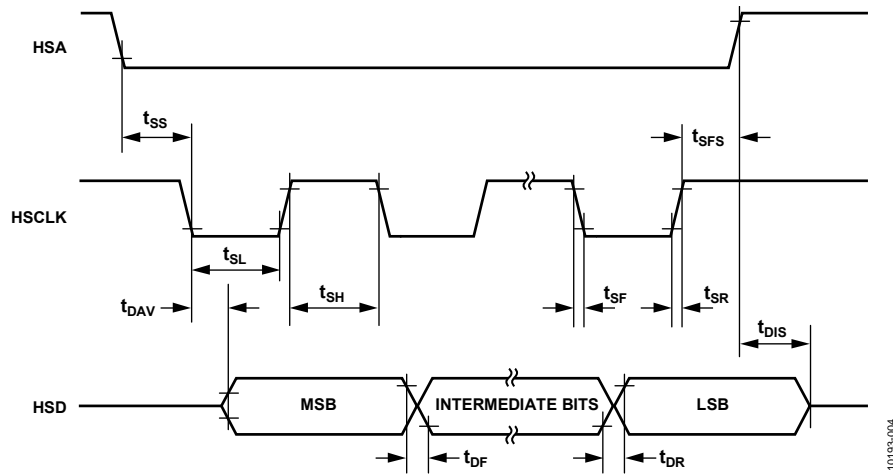 HSA
tSS
tSFS
HSCLK
tSL
tSH
tSF
tSR
tDAV
tDIS
HSD
MSB
INTERMEDIATE BITS
LSB
tDF
tDR
10193-004